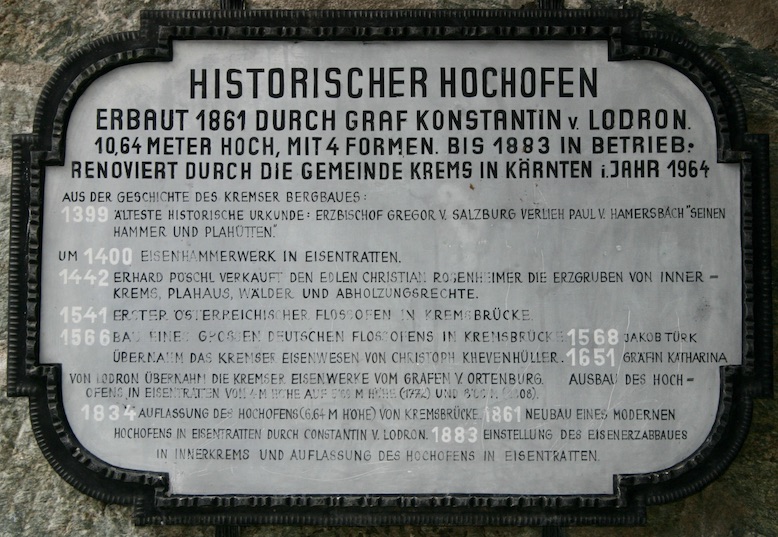 HISTORISCHER HOCHOFEN
ERBAUT 1861 DURCH GRAF KONSTANTIN v. LODRON.
10,64 METER HOCH, MIT 4 FORMEN. BIS 1883 IN BETRIEB.
RENOVIERT DURCH DIE GEMEINDE KREMS IN KÄRNTEN i. JAHR 1964
AUS DER GESCHICHTE DES KREMSER BERGBAUES:
1399 ÄLTESTE HISTORISCHE URKUNDE: ERZBISCHOF GREGOR V. SALZBURG VERLIEH PAUL V. HAMERSBACH "SEINEN
HAMMER UND PLAHÜTTEN."
UM 1400 EISENHAMMERWERK IN EISENTRATTEN.
1442 ERHARD PÖSCHL VERKAUFT DEN EDLEN CHRISTIAN ROSENHEIMER DIE ERZGRUBEN VON INNER-
KREMS, PLAHAUS, WÄLDER UND ABHOLZUNGSRECHTE.
1541 ERSTER ÖSTERREICHISCHER FLOSSOFEN IN KREMSBRÜCKE.
1566 BAU EINES GROSSEN DEUTSCHEN FLOSSOFENS IN KREMSBRÜCKE 1568 JAKOB TÜRK
ÜBERNAHM DAS KREMSER EISENWESEN VON CHRISTOPH KHEVENHÜLLER. 1651 GRÄFIN KATHARINA
VON LODRON ÜBERNAHM DIE KREMSER EISENWERKE VOM GRAFEN V. ORTENBURG. AUSBAU DES HOCH-
OFENS IN EISENTRATTEN VON M HÖHE AUF M HÖHE (1774) UND M
1834 AUFLASSUNG DES HOCHOFENS (6,64 M HÖHE) VON KREMSBRÜCKE. 1861 NEUBAU EINES MODERNEN
HOCHOFENS IN EISENTRATTEN DURCH CONSTANTIN V. LODRON. 1883 EINSTELLUNG DES EISENERZABBAUES
IN INNERKREMS UND AUFLASSUNG DES HOCHOFENS IN EISENTRATTEN.